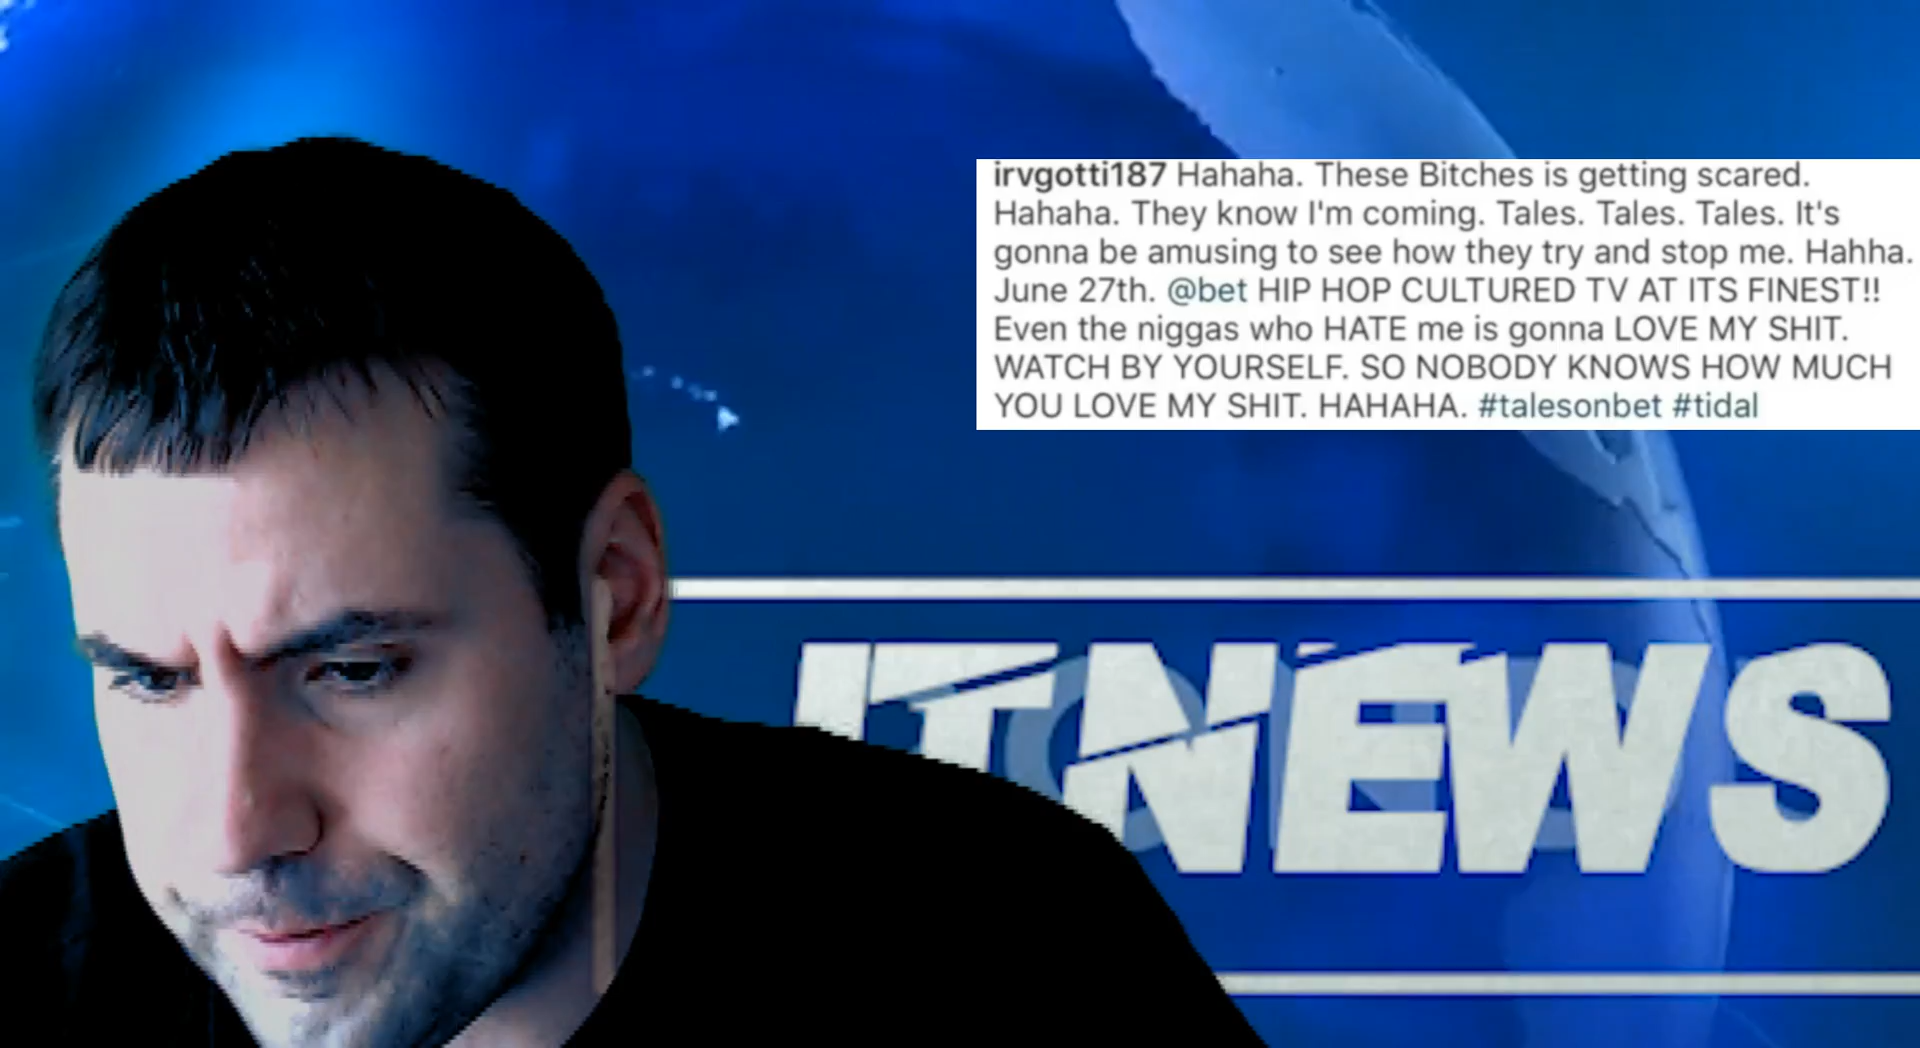 irvgotti187 Hahaha. These Bitches is getting scared.
Hahaha. They know I'm coming. Tales. Tales. Tales. It's
gonna be amusing to see how they try and stop me. Hahha.
June 27th. @bet HIP HOP CULTURED TV AT ITS FINEST!!
Even the niggas who HATE me is gonna LOVE MY SHIT.
WATCH BY YOURSELF. SO NOBODY KNOWS HOW MUCH
YOU LOVE MY SHIT. HAHAHA. #talesonbet #tidal
ITNEWS